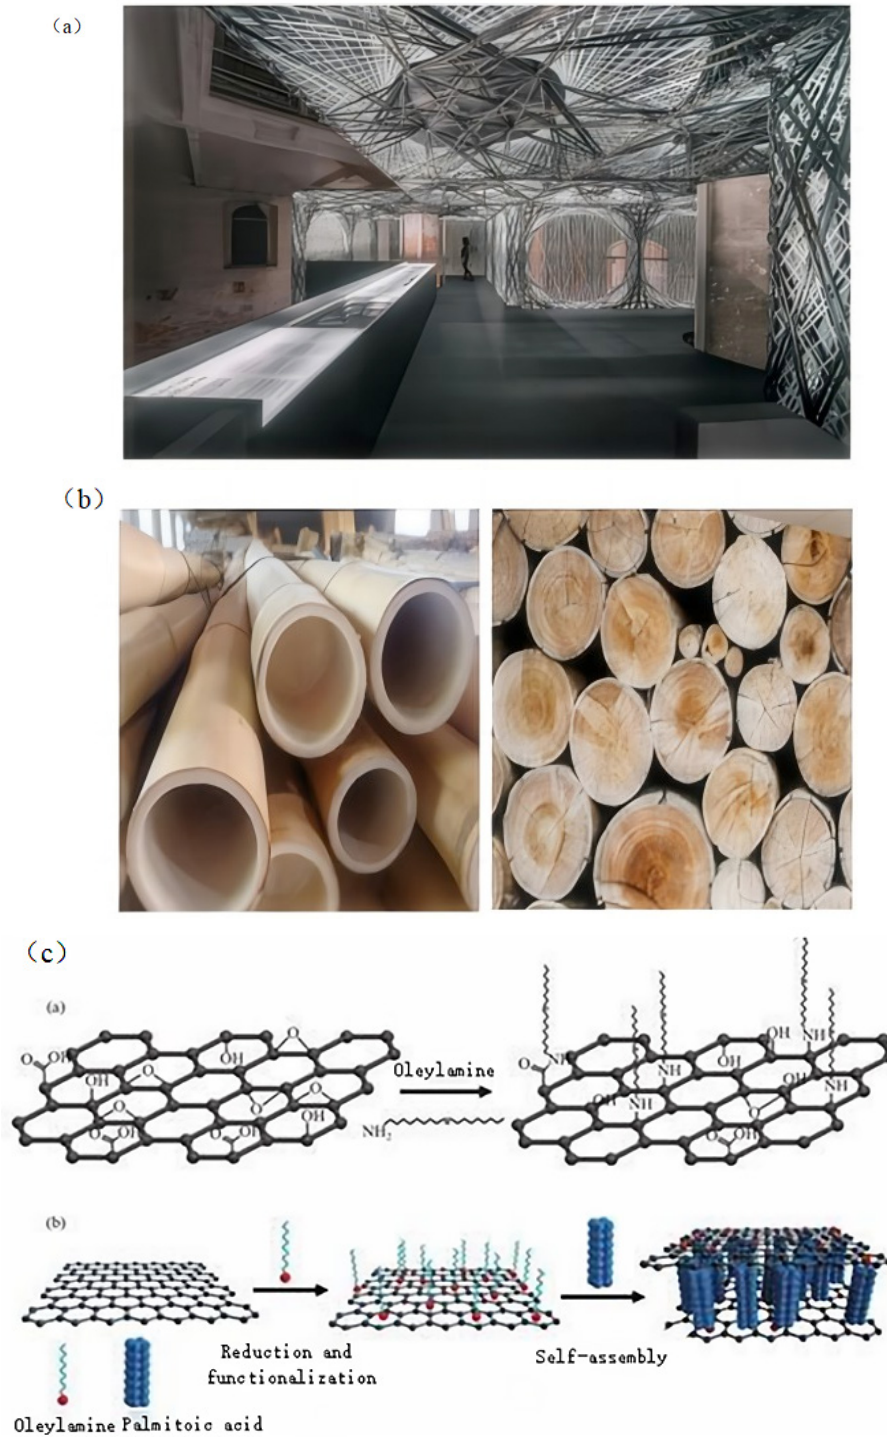 (a)
(b)
(c)
(a)
O
OH
O
OH
O
OH
O
O
O
OH
O
OH
O
OH
OH
Oleylamine
NH2
O
NH
OH
NH
OH
NH
OH
NH
OH
NH
O
O
OH
(b)
Reduction and
functionalization
Self-assembly
Oleylamine Palmitoic acid